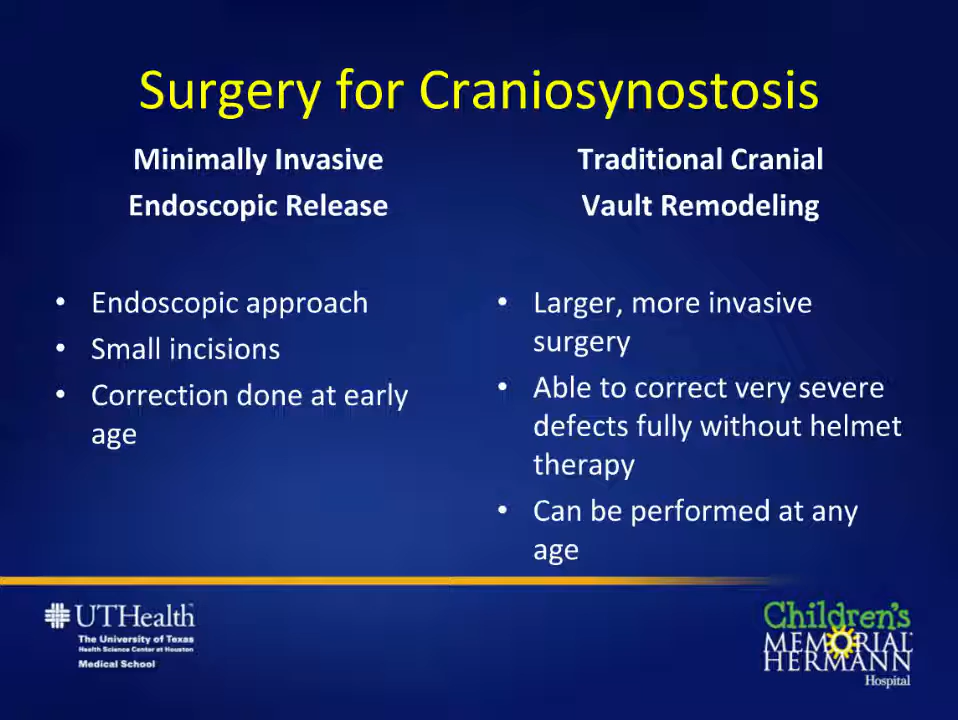 Surgery for Craniosynostosis
Minimally Invasive
Endoscopic Release
• Endoscopic approach
• Small incisions
• Correction done at early
age
Traditional Cranial
Vault Remodeling
• Larger, more invasive
surgery
• Able to correct very severe
defects fully without helmet
therapy
• Can be performed at any
age
UTHealth
The University of Texas
Health Science Center at Houston
Medical School
Children's
MEMORIAL
HERMANN
Hospital